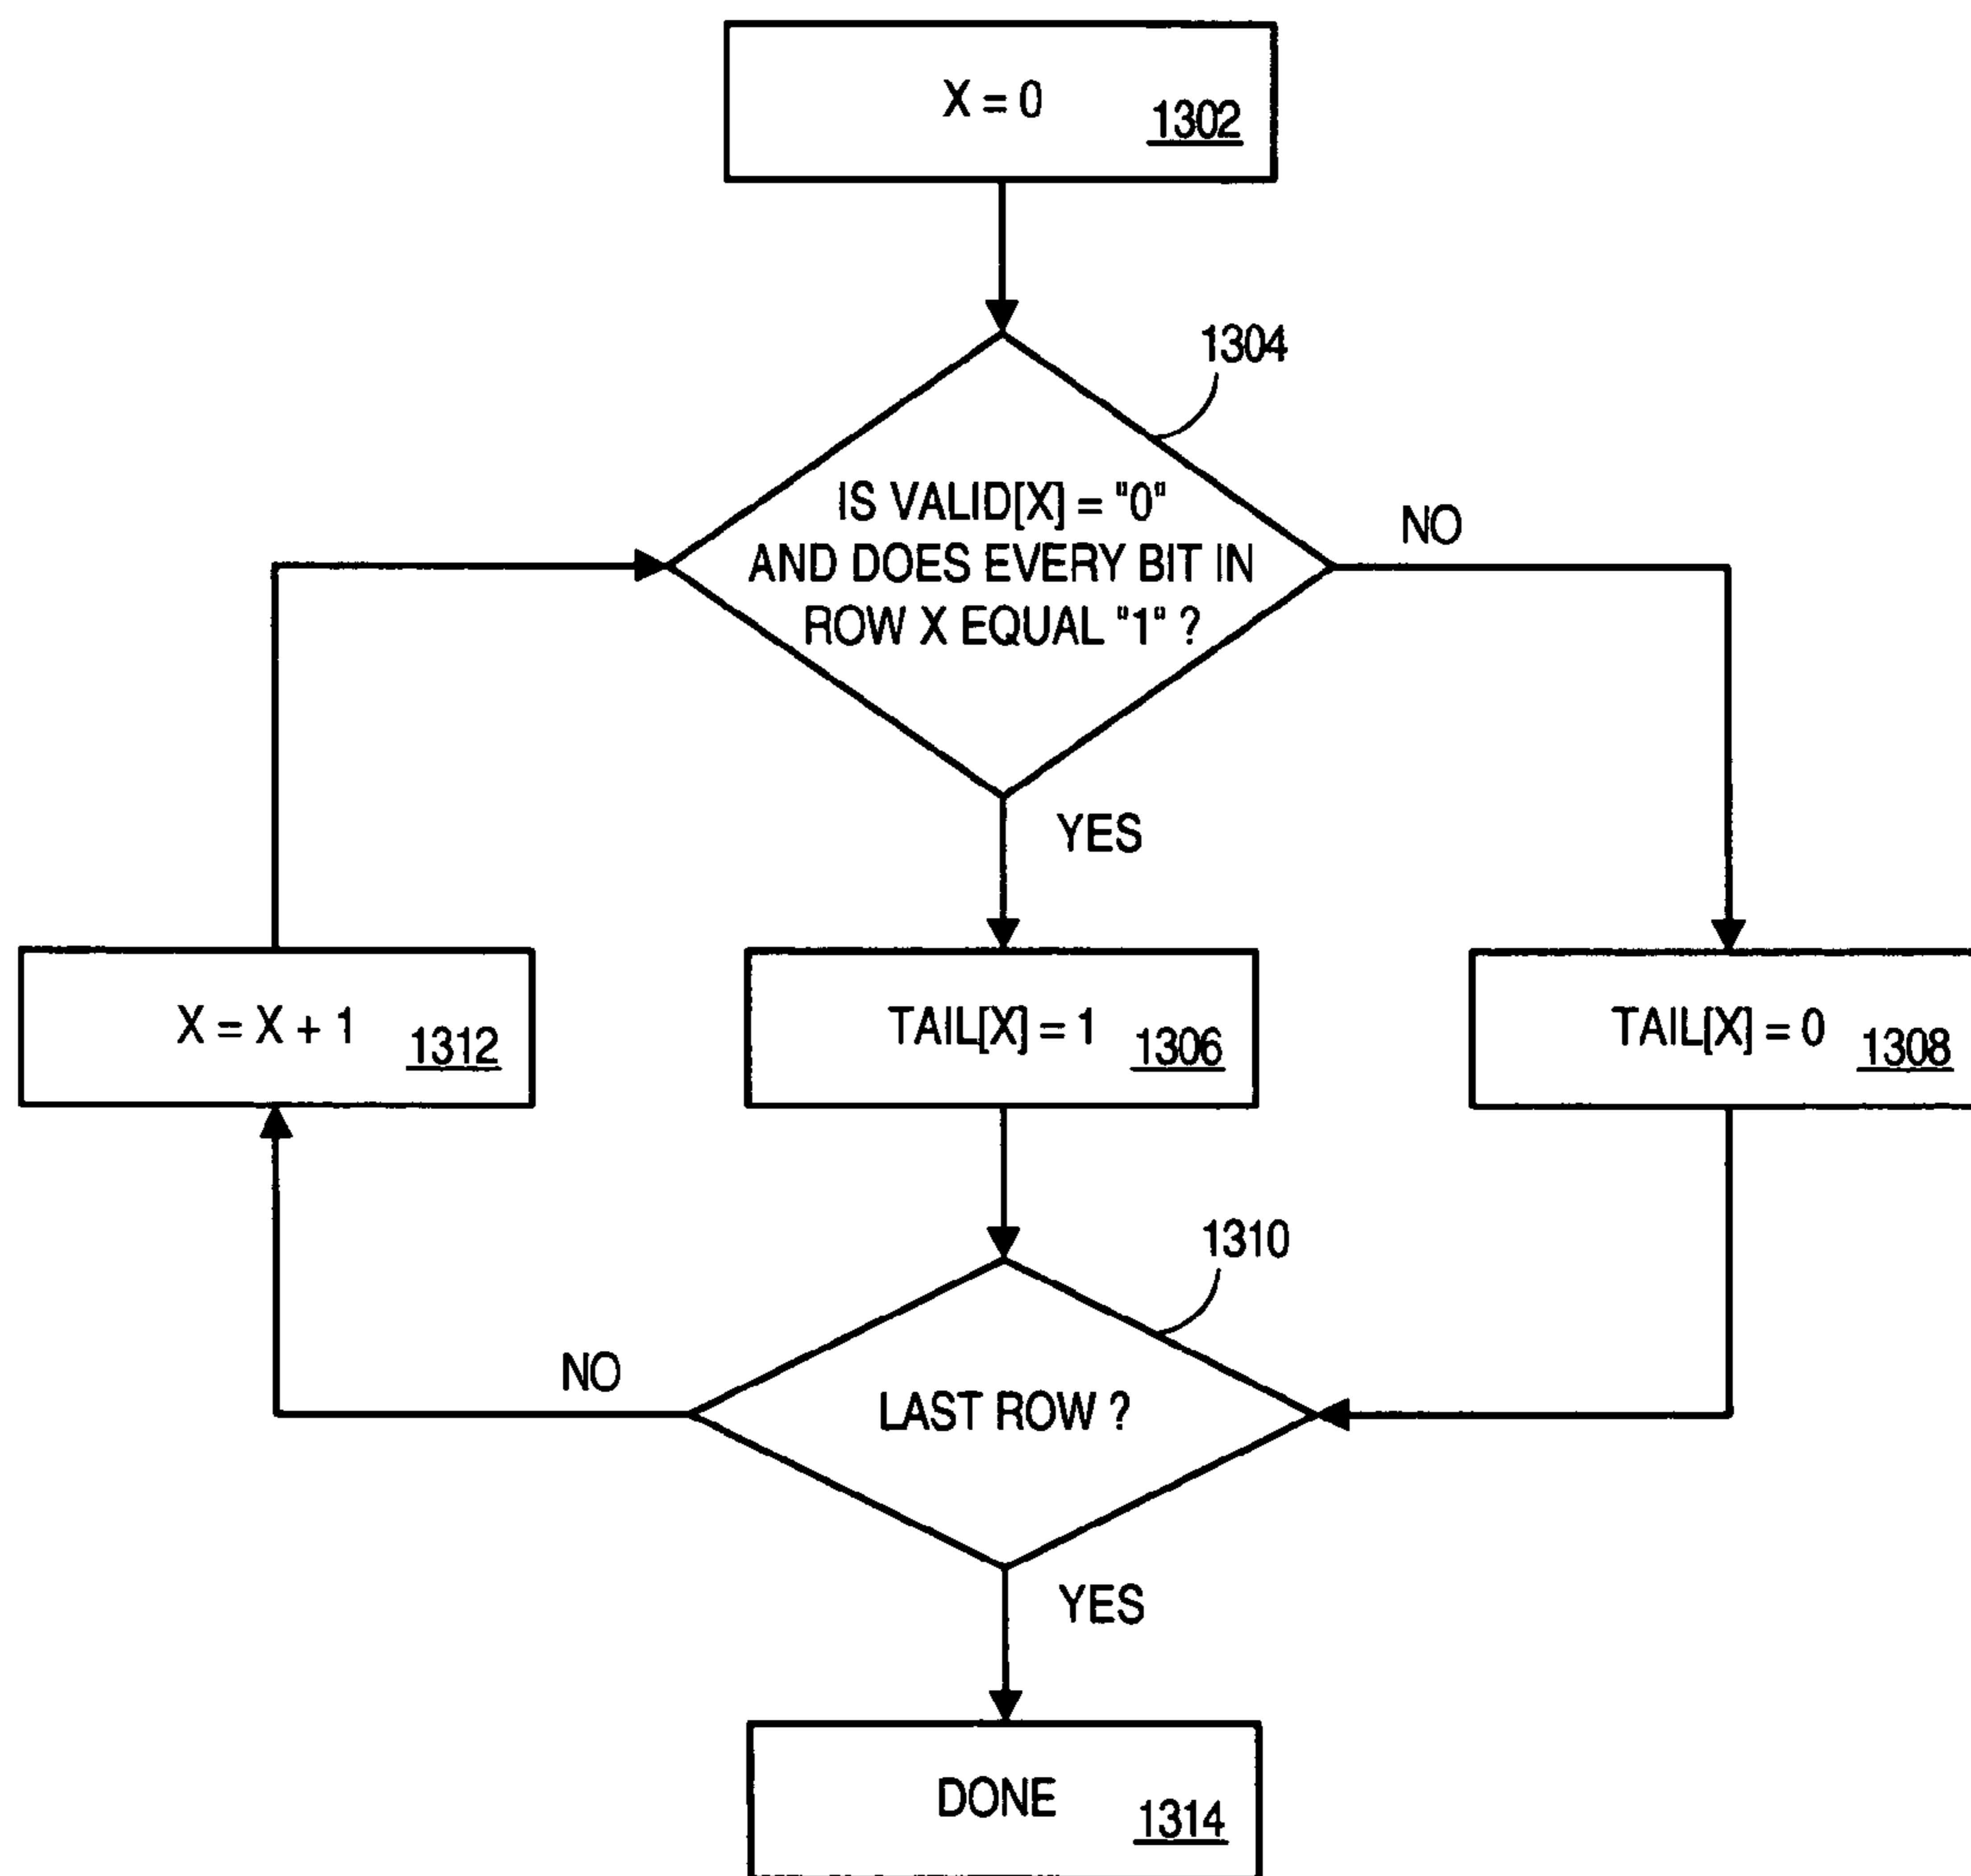 X = 0 1302
1304
IS VALID[X] = "0"
AND DOES EVERY BIT IN
ROW X EQUAL "1" ?
NO
YES
X = X + 1 1312
TAIL[X] = 1 1306
TAIL[X] = 0 1308
1310
NO
LAST ROW ?
YES
DONE 1314